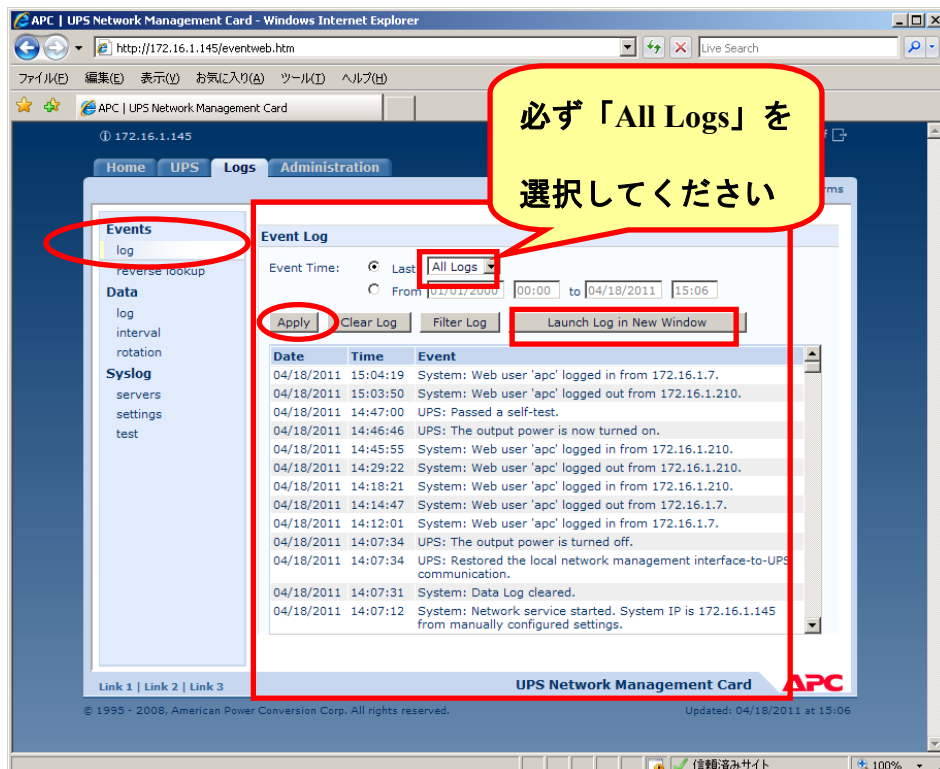 APC | UPS Network Management Card - Windows Internet Explorer
http://172.16.1.145/eventweb.htm
Live Search
ファイル(F) 編集(E) 表示(V) お気に入り(A) ツール(T) ヘルプ(H)
APC | UPS Network Management Card
必ず「All Logs」を
選択してください
172.16.1.145
Home UPS Logs Administration
Events
log
reverse lookup
Data
log
interval
rotation
Syslog
servers
settings
test
Event Log
Event Time: Last All Logs
From 01/01/2000 00:00 to 04/18/2011 15:06
Apply Clear Log Filter Log Launch Log in New Window
Date Time Event
04/18/2011 15:04:19 System: Web user 'apc' logged in from 172.16.1.7.
04/18/2011 15:03:50 System: Web user 'apc' logged out from 172.16.1.210.
04/18/2011 14:47:00 UPS: Passed a self-test.
04/18/2011 14:46:46 UPS: The output power is now turned on.
04/18/2011 14:45:55 System: Web user 'apc' logged in from 172.16.1.210.
04/18/2011 14:29:22 System: Web user 'apc' logged out from 172.16.1.210.
04/18/2011 14:18:21 System: Web user 'apc' logged in from 172.16.1.210.
04/18/2011 14:14:47 System: Web user 'apc' logged out from 172.16.1.7.
04/18/2011 14:12:01 System: Web user 'apc' logged in from 172.16.1.7.
04/18/2011 14:07:34 UPS: The output power is turned off.
04/18/2011 14:07:34 UPS: Restored the local network management interface-to-UPS
communication.
04/18/2011 14:07:31 System: Data Log cleared.
04/18/2011 14:07:12 System: Network service started. System IP is 172.16.1.145
from manually configured settings.
Link 1 | Link 2 | Link 3
UPS Network Management Card
APC
© 1995 - 2008, American Power Conversion Corp. All rights reserved.
Updated: 04/18/2011 at 15:06
信頼済みサイト
100%